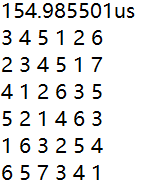 154.985501us
3 4 5 1 2 6
2 3 4 5 1 7
4 1 2 6 3 5
5 2 1 4 6 3
1 6 3 2 5 4
6 5 7 3 4 1